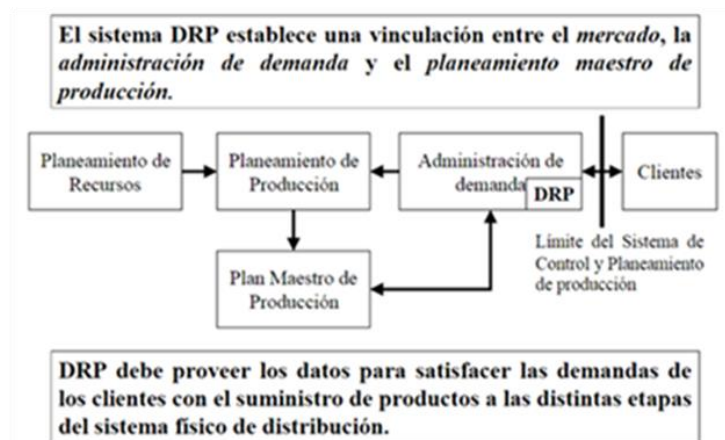 El sistema DRP establece una vinculación entre el mercado, la
administración de demanda y el planeamiento maestro de
producción.
Planeamiento de
Recursos
Planeamiento de
Producción
Administración de
demanda
DRP
Clientes
Límite del Sistema de
Control y Planeamiento
de producción
Plan Maestro de
Producción
DRP debe proveer los datos para satisfacer las demandas de
los clientes con el suministro de productos a las distintas etapas
del sistema físico de distribución.